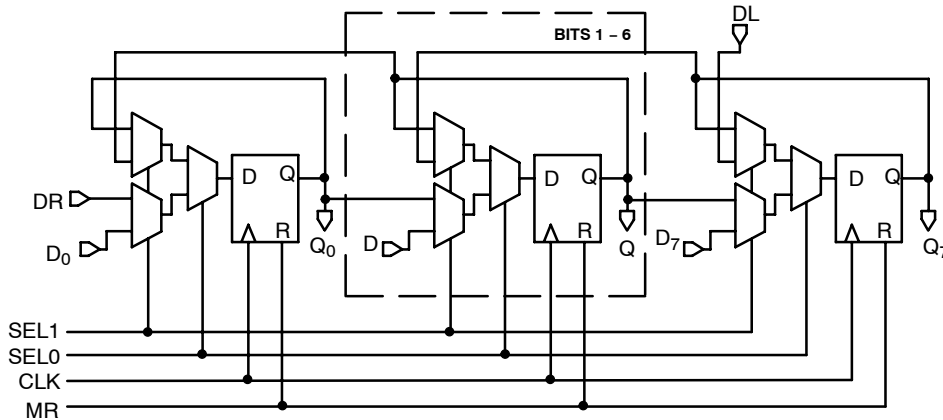 DL
BITS 1 – 6
D Q
D Q
D Q
DR
R
R
R
D0
Q0
D
Q
D7
Q7
SEL1
SEL0
CLK
MR